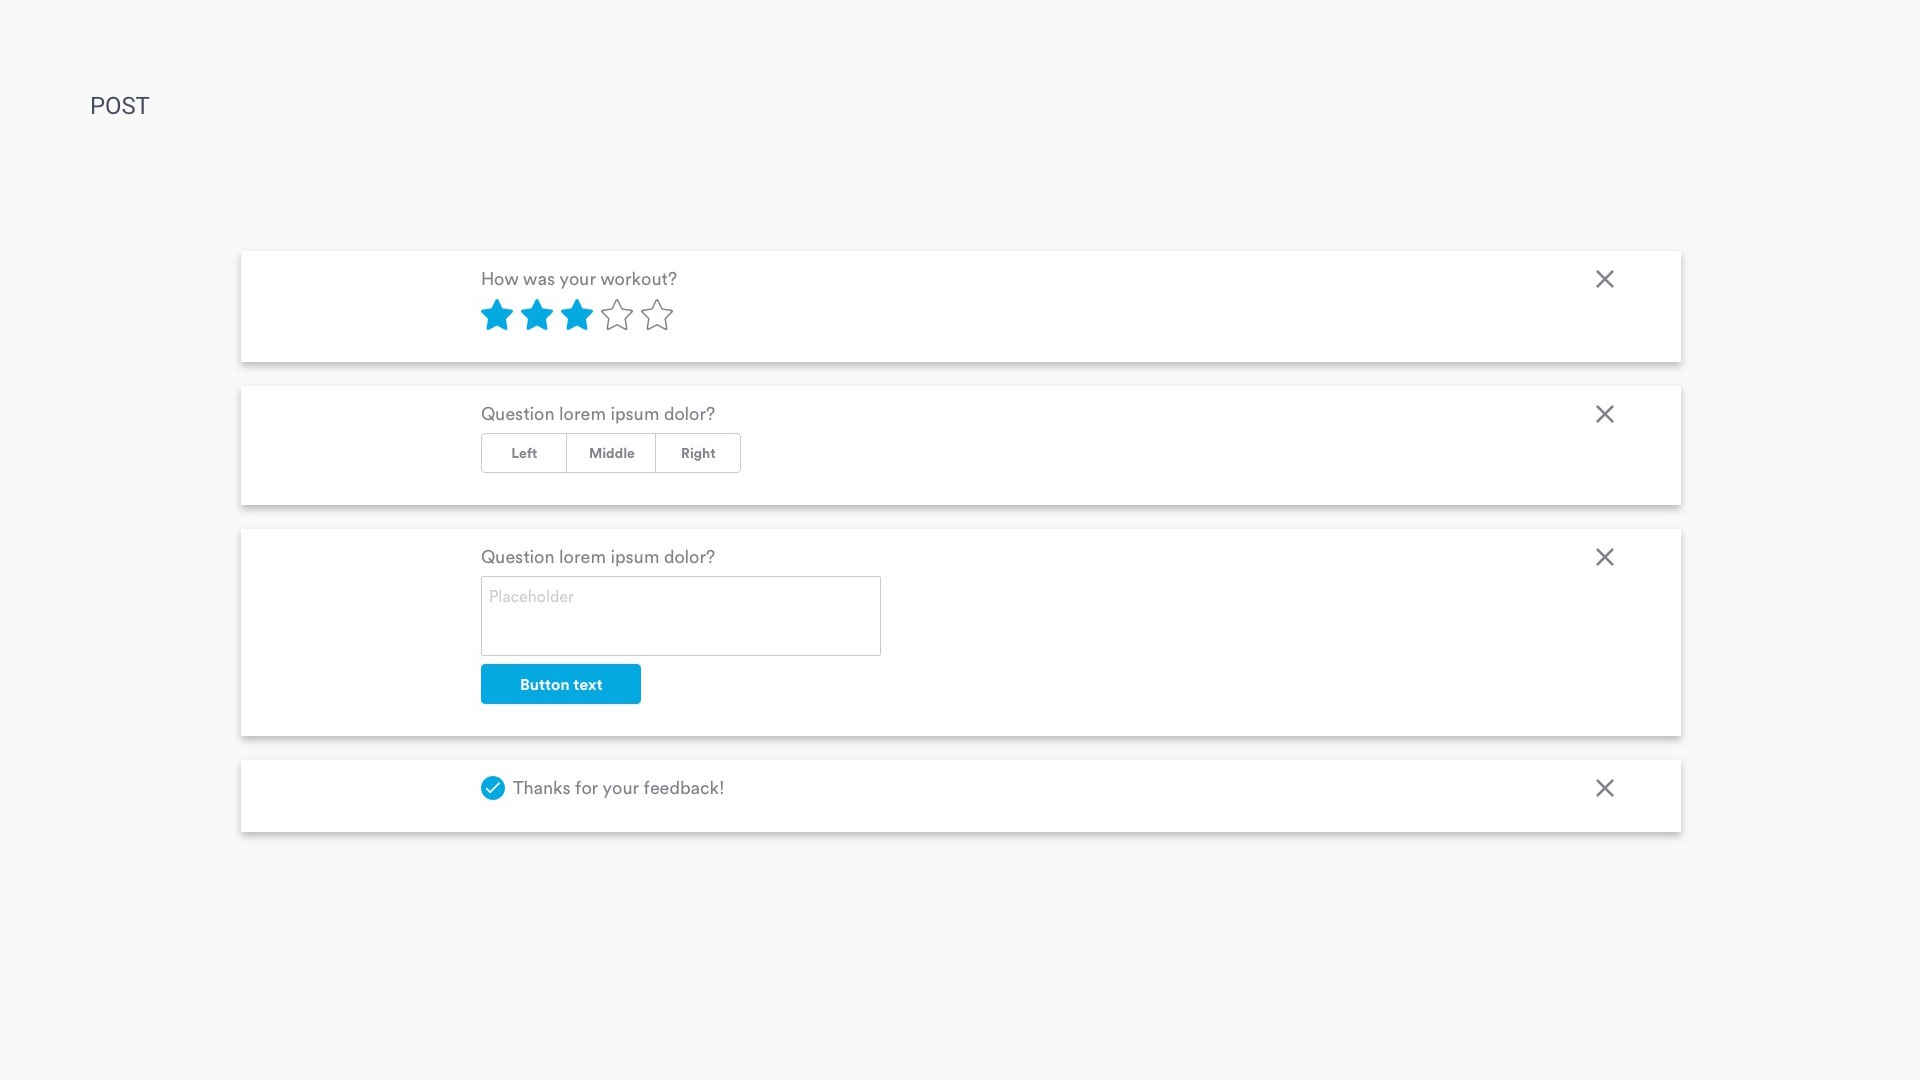 POST
How was your workout?
Question lorem ipsum dolor?
Left Middle Right
Question lorem ipsum dolor?
Placeholder
Button text
Thanks for your feedback!